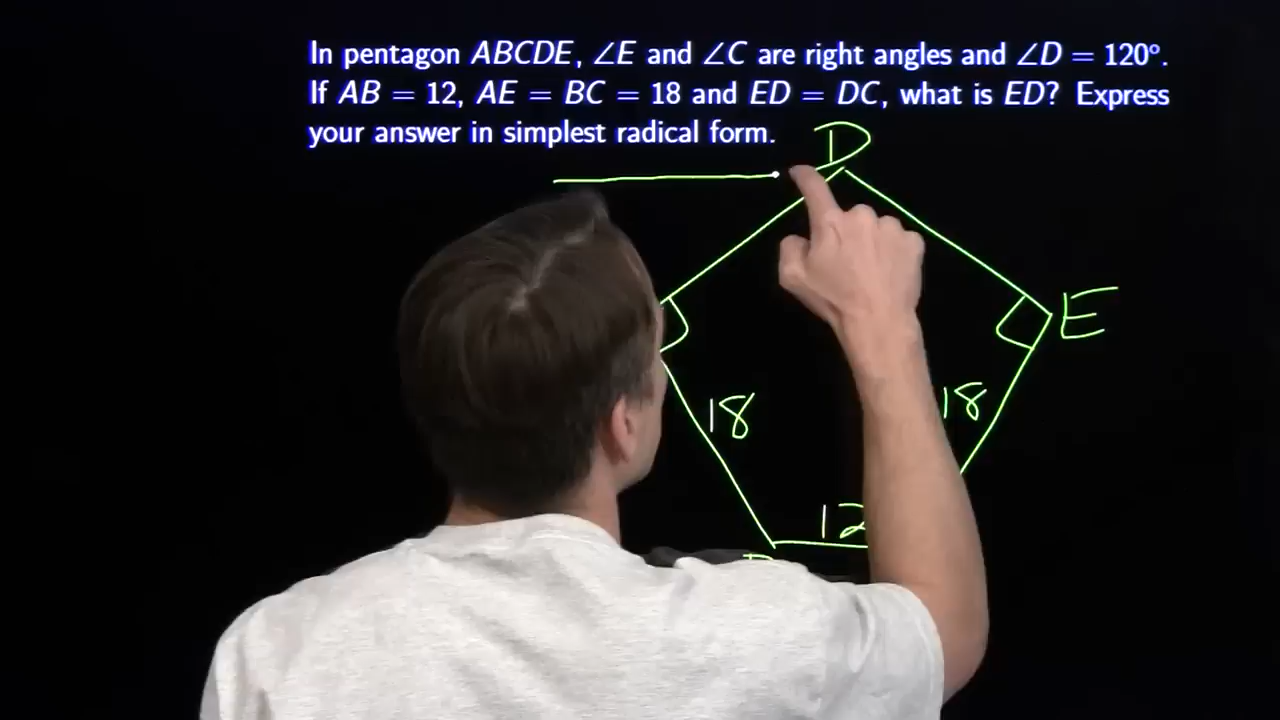 In pentagon ABCDE, ∠E and ∠C are right angles and ∠D = 120°.
If AB = 12, AE = BC = 18 and ED = DC, what is ED? Express
your answer in simplest radical form.
D
E
18
18
12